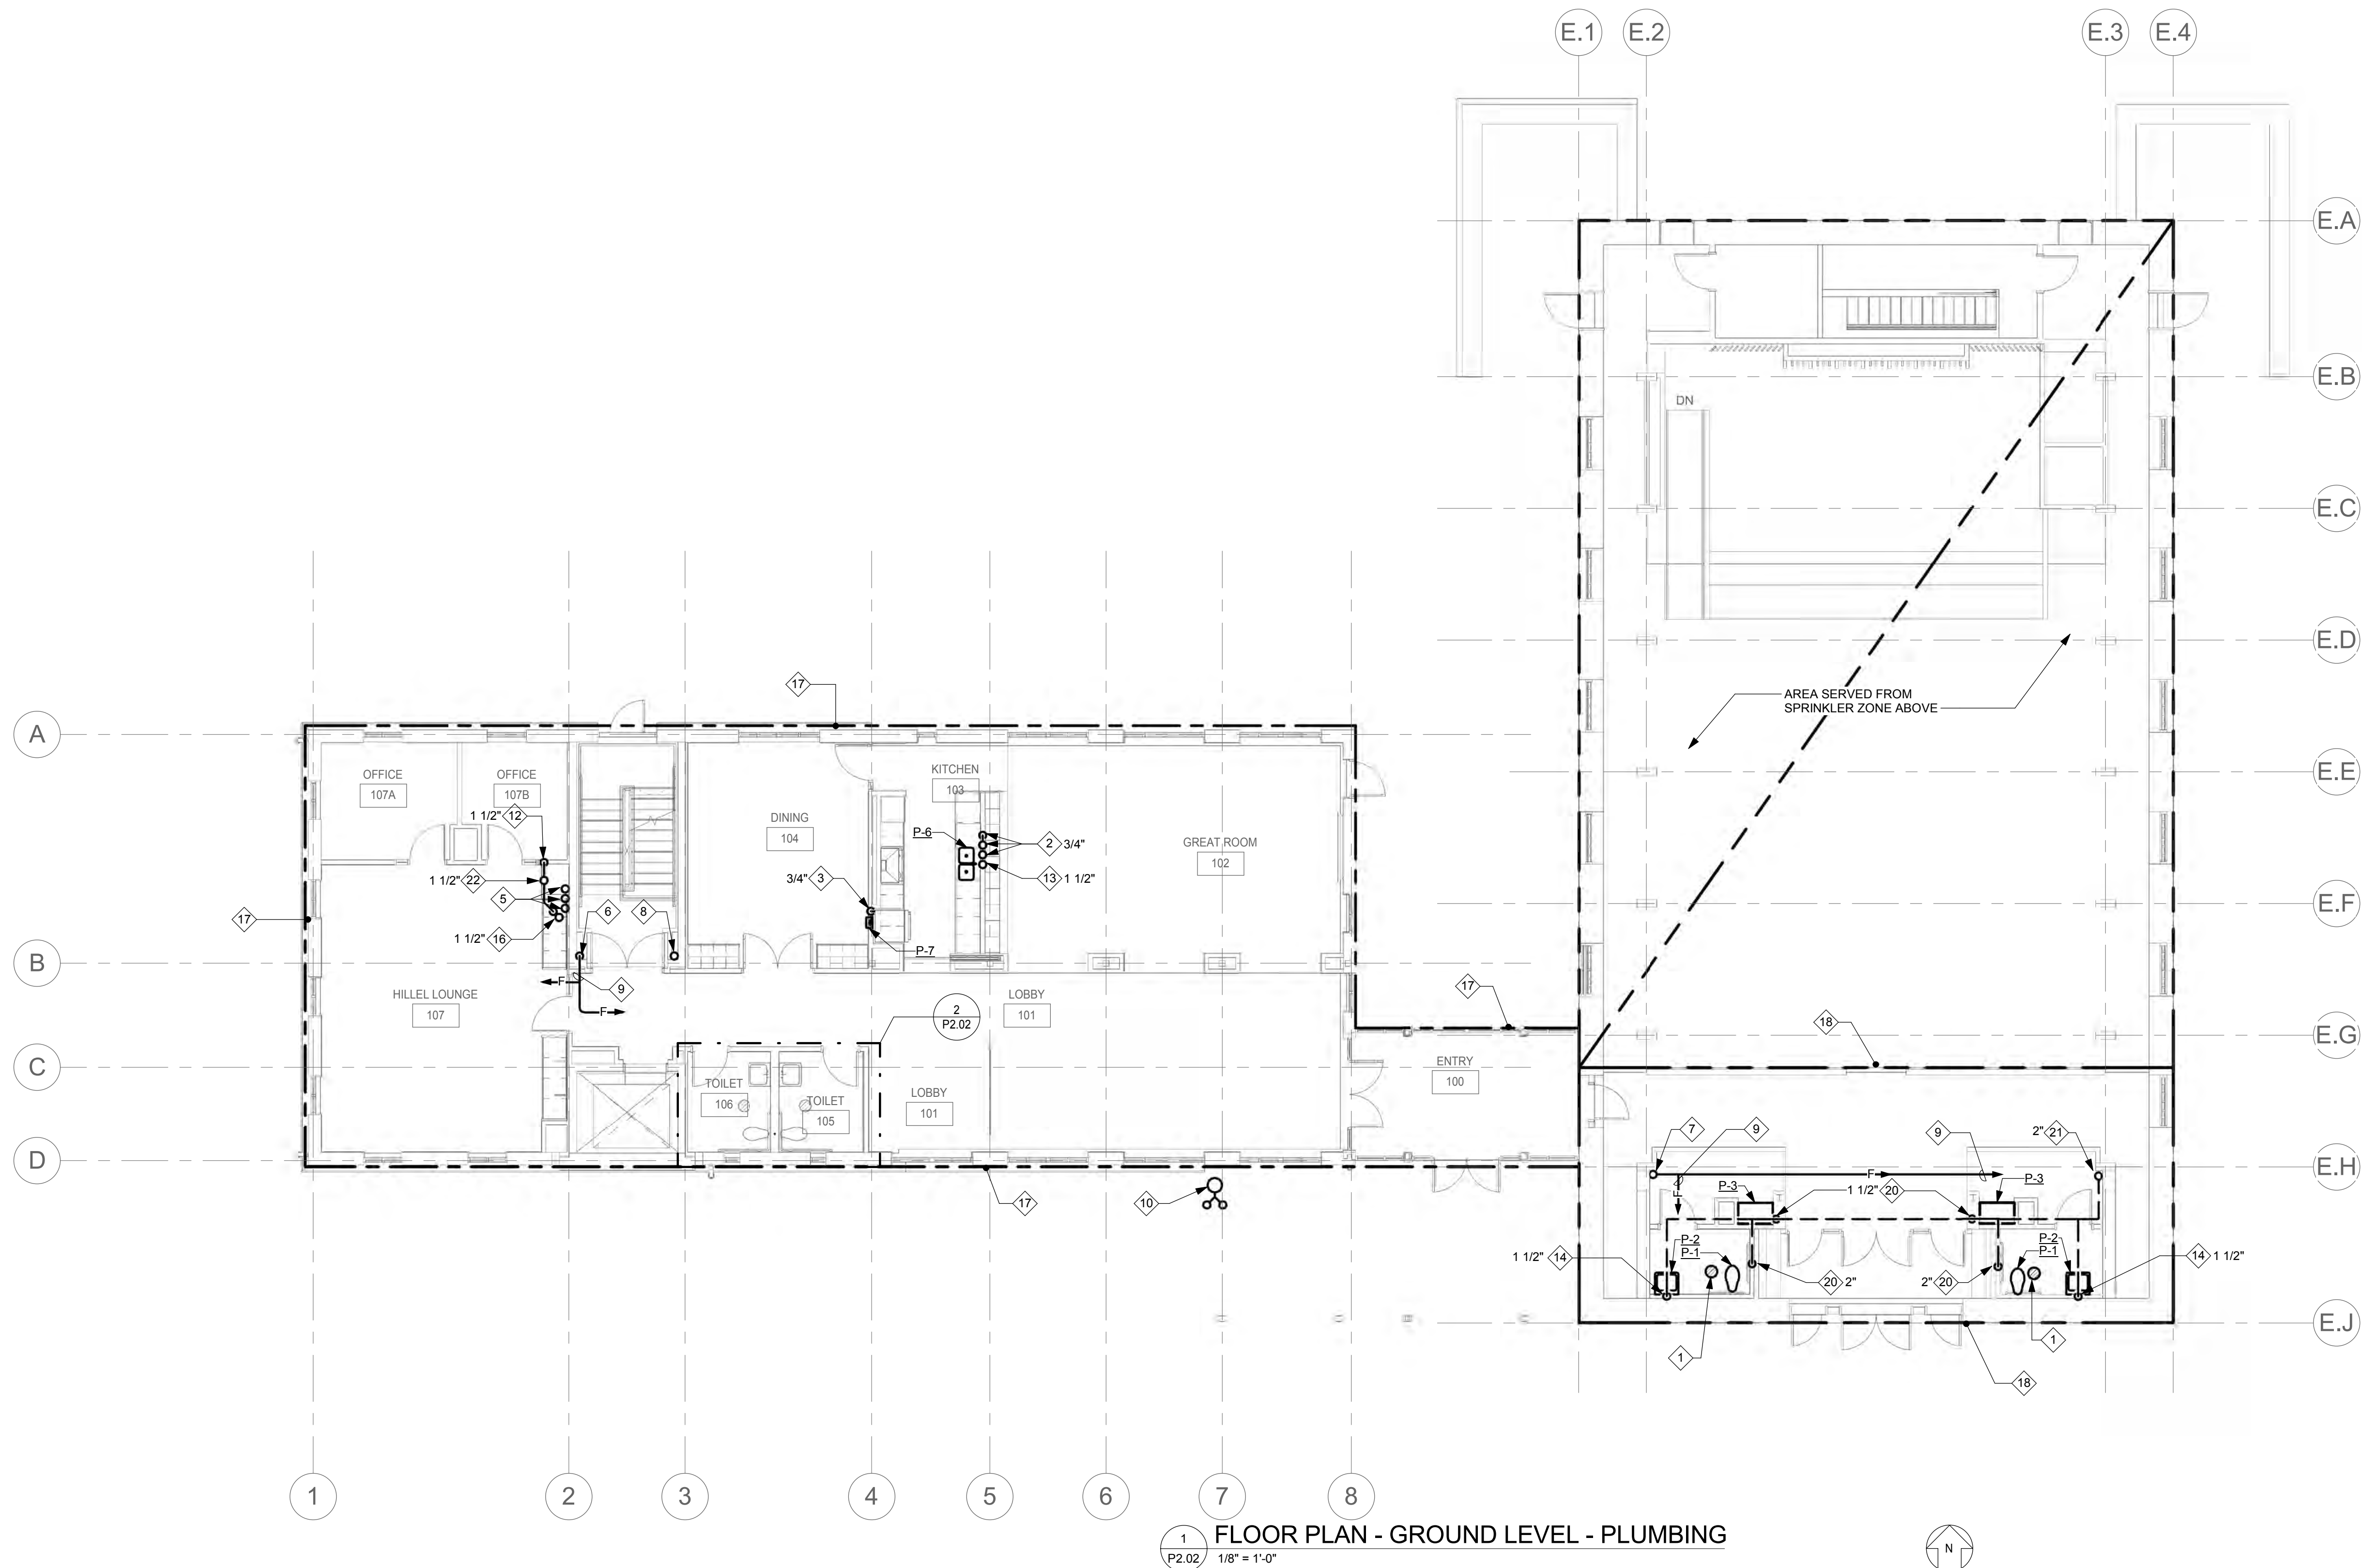 E.1
E.2
E.3
E.4
E.A
E.B
DN
E.C
E.D
17
AREA SERVED FROM
SPRINKLER ZONE ABOVE
A
E.E
OFFICE
107A
OFFICE
107B
KITCHEN
103
1 1/2" 12
DINING
104
P-6
2 3/4"
GREAT ROOM
102
1 1/2" 22
3/4" 3
13 1 1/2"
5
17
6
8
E.F
1 1/2" 16
P-7
B
F
9
HILLEL LOUNGE
107
F
2
P2.02
LOBBY
101
17
18
E.G
C
ENTRY
100
TOILET
106
TOILET
105
LOBBY
101
7
9
9
2" 21
D
E.H
F
F
P-3
1 1/2" 20
P-3
10
17
P-2
P-1
P-2
P-1
1 1/2" 14
14 1 1/2"
20 2"
2" 20
E.J
1
1
18
1
2
3
4
5
6
7
8
1
P2.02
FLOOR PLAN - GROUND LEVEL - PLUMBING
1/8" = 1'-0"
N